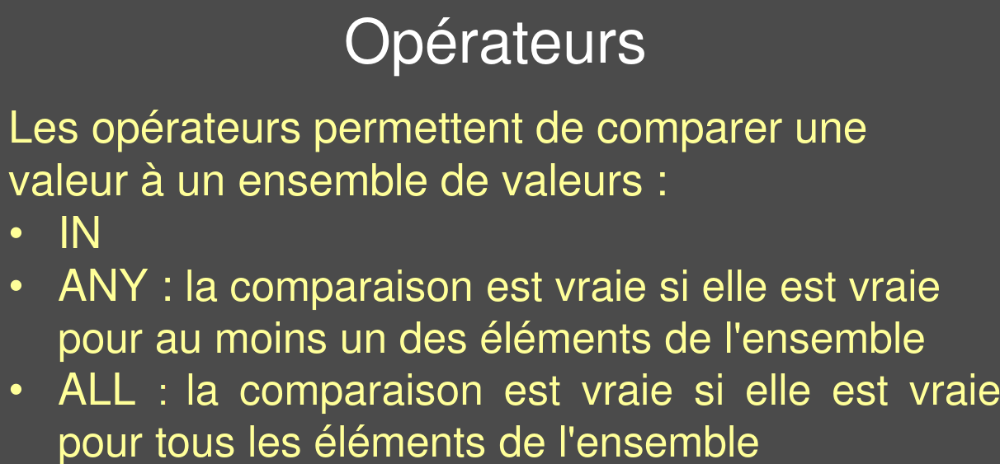 Opérateurs
Les opérateurs permettent de comparer une
valeur à un ensemble de valeurs :
• IN
• ANY : la comparaison est vraie si elle est vraie
pour au moins un des éléments de l'ensemble
• ALL : la comparaison est vraie si elle est vraie
pour tous les éléments de l'ensemble